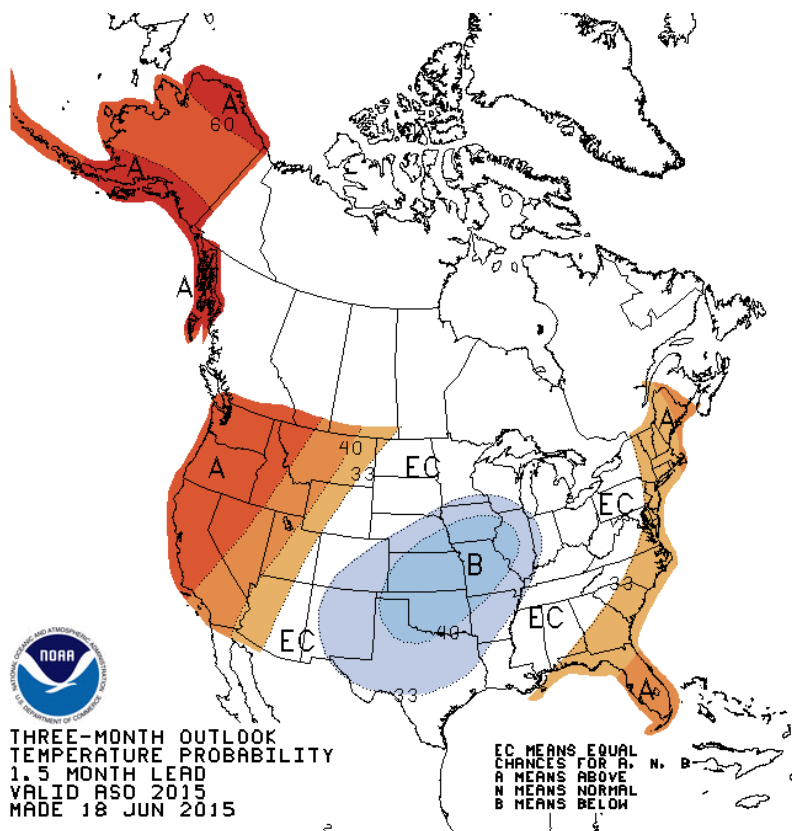 A
60
A
A
40
33
A
EC
A
EC
B
33
EC
40
EC
33
A
NATIONAL OCEANIC AND ATMOSPHERIC ADMINISTRATION
NOAA
U.S. DEPARTMENT OF COMMERCE
THREE-MONTH OUTLOOK
TEMPERATURE PROBABILITY
1.5 MONTH LEAD
VALID ASO 2015
MADE 18 JUN 2015
EC MEANS EQUAL
CHANCES FOR A, N, B
A MEANS ABOVE
N MEANS NORMAL
B MEANS BELOW